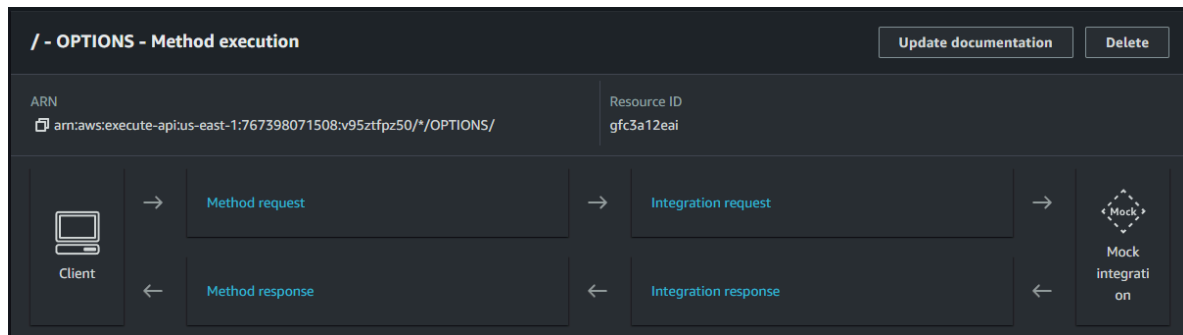 / - OPTIONS - Method execution
Update documentation
Delete
ARN
arn:aws:execute-api:us-east-1:767398071508:v95ztfpz50/*/OPTIONS/
Resource ID
gfc3a12eai
Client
Method request
Integration request
Mock
Method response
Integration response
Mock
integrati
on